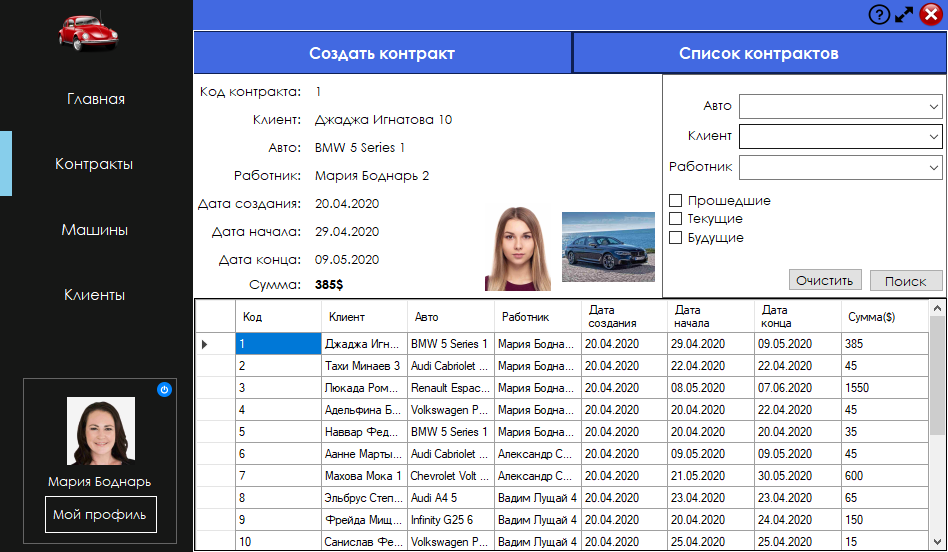 ?
Создать контракт Список контрактов
Главная
Контракты
Машины
Клиенты
Мария Боднарь
Мой профиль
Код контракта: 1
Клиент: Джаджа Игнатова 10
Авто: BMW 5 Series 1
Работник: Мария Боднарь 2
Дата создания: 20.04.2020
Дата начала: 29.04.2020
Дата конца: 09.05.2020
Сумма: 385$
Авто
Клиент
Работник
Прошедшие
Текущие
Будущие
Очистить Поиск
Код Клиент Авто Работник Дата создания Дата начала Дата конца Сумма($)
1 Джаджа Игн... BMW 5 Series 1 Мария Бодна... 20.04.2020 29.04.2020 09.05.2020 385
2 Тахи Минаев 3 Audi Cabriolet ... Мария Бодна... 20.04.2020 22.04.2020 22.04.2020 45
3 Люкада Ром... Renault Espac... Мария Бодна... 20.04.2020 08.05.2020 07.06.2020 1550
4 Адельфина Б... Volkswagen P... Мария Бодна... 20.04.2020 20.04.2020 22.04.2020 45
5 Наввар Фед... BMW 5 Series 1 Мария Бодна... 20.04.2020 20.04.2020 20.04.2020 35
6 Аанне Марты... Audi Cabriolet ... Александр С... 20.04.2020 09.05.2020 09.05.2020 45
7 Махова Мока 1 Chevrolet Volt ... Александр С... 20.04.2020 21.05.2020 30.05.2020 600
8 Эльбрус Степ... Audi A4 5 Вадим Лущай 4 20.04.2020 23.04.2020 23.04.2020 65
9 Фрейда Мищ... Infinity G25 6 Вадим Лущай 4 20.04.2020 20.04.2020 24.04.2020 150
10 Санислав Фе... Volkswagen P... Вадим Лущай 4 20.04.2020 25.04.2020 25.04.2020 15